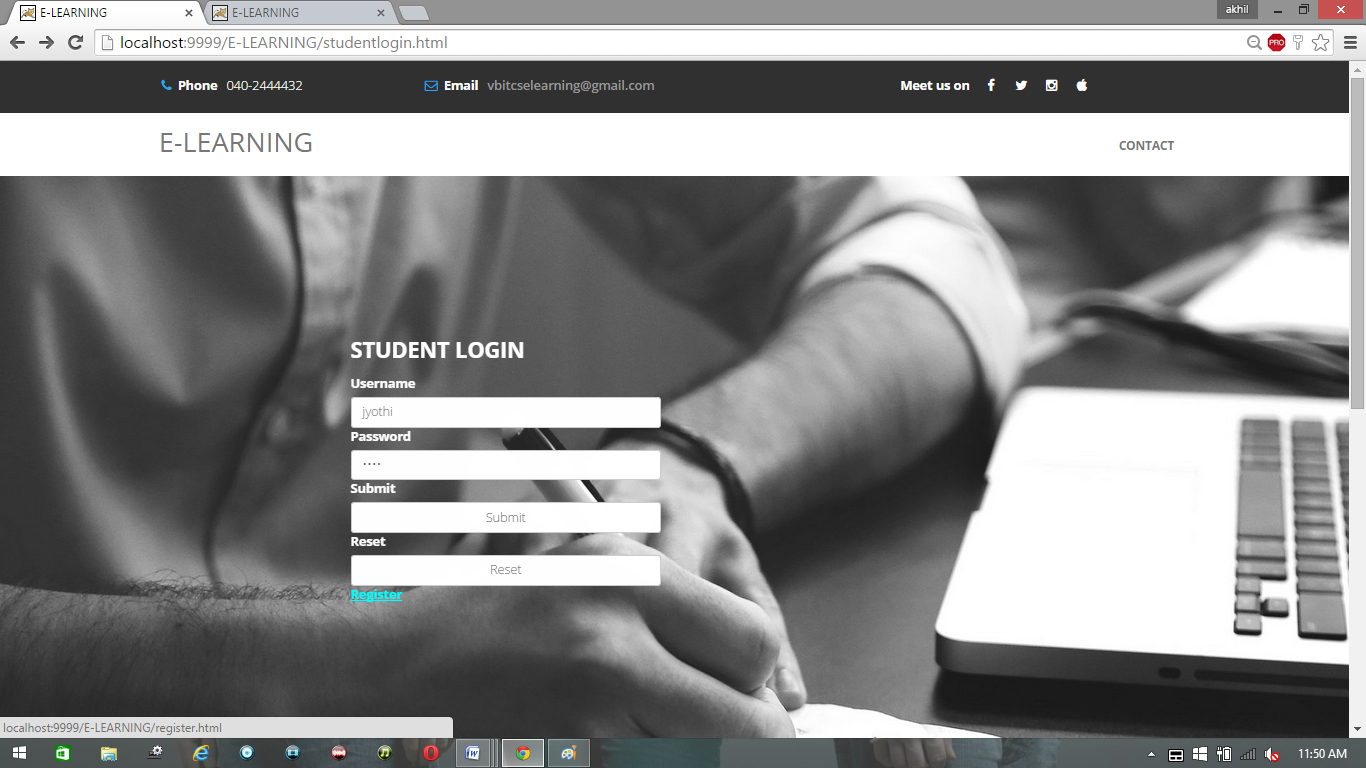 E-LEARNING E-LEARNING akhil
localhost:9999/E-LEARNING/studentlogin.html PRO
Phone 040-2444432 Email vbitcselearning@gmail.com Meet us on
E-LEARNING CONTACT
STUDENT LOGIN
Username
jyothi
Password
Submit
Submit
Reset
Reset
Register
localhost:9999/E-LEARNING/register.html
11:50 AM